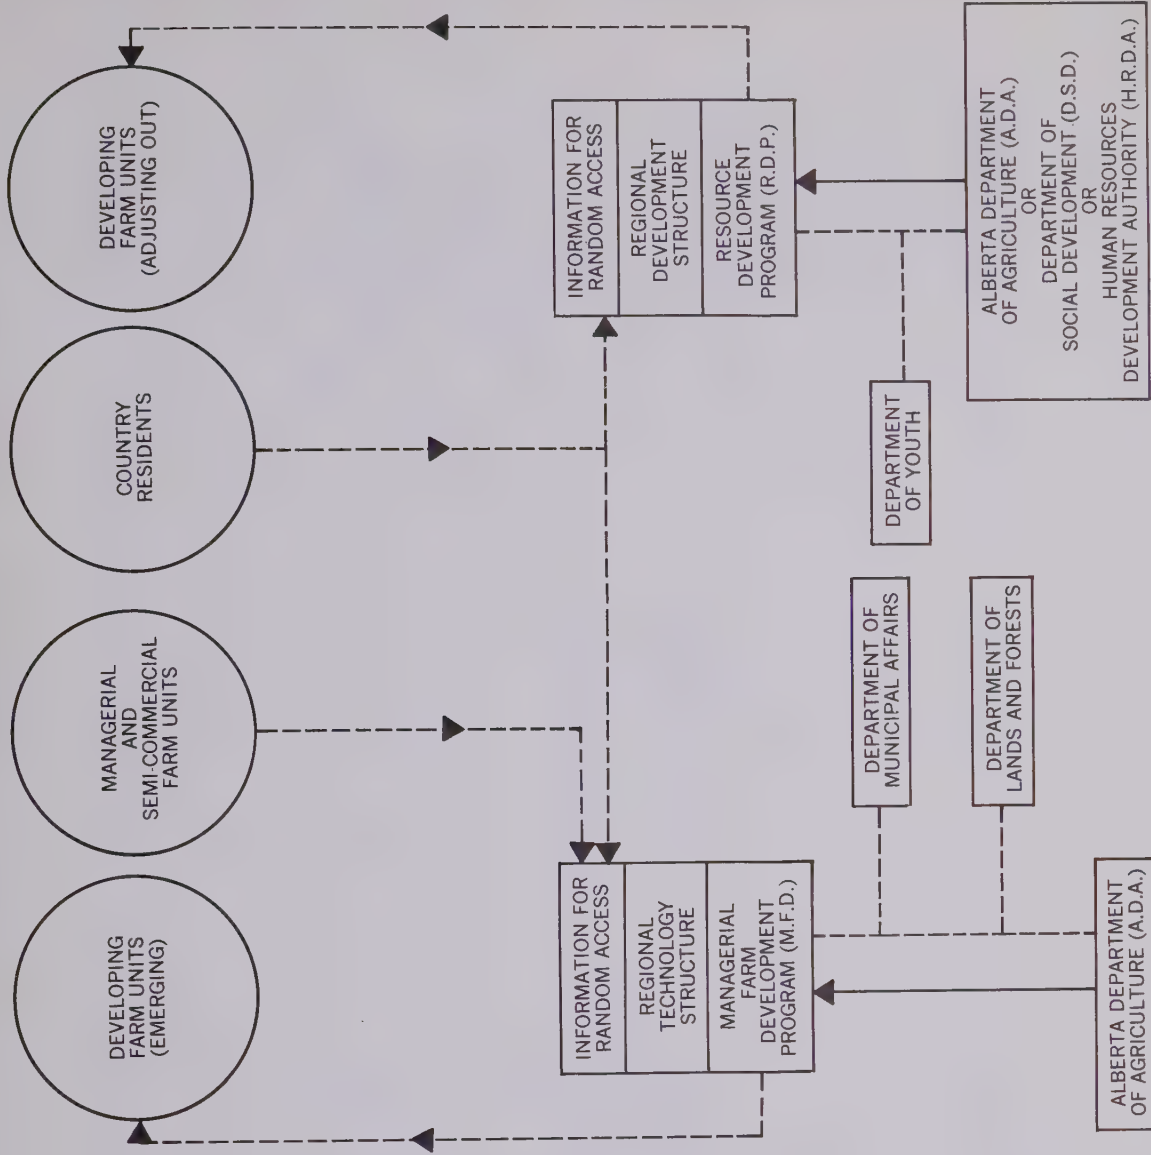 DEVELOPING
FARM UNITS
(EMERGING)
MANAGERIAL
AND
SEMI-COMMERCIAL
FARM UNITS
COUNTRY
RESIDENTS
DEVELOPING
FARM UNITS
(ADJUSTING OUT)
INFORMATION FOR
RANDOM ACCESS
REGIONAL
TECHNOLOGY
STRUCTURE
MANAGERIAL
FARM
DEVELOPMENT
PROGRAM (M.F.D.)
INFORMATION FOR
RANDOM ACCESS
REGIONAL
DEVELOPMENT
STRUCTURE
RESOURCE
DEVELOPMENT
PROGRAM (R.D.P.)
DEPARTMENT OF
MUNICIPAL AFFAIRS
DEPARTMENT
OF YOUTH
DEPARTMENT OF
LANDS AND FORESTS
ALBERTA DEPARTMENT
OF AGRICULTURE (A.D.A.)
ALBERTA DEPARTMENT
OF AGRICULTURE (A.D.A.)
OR
DEPARTMENT OF
SOCIAL DEVELOPMENT (D.S.D.)
OR
HUMAN RESOURCES
DEVELOPMENT AUTHORITY (H.R.D.A.)